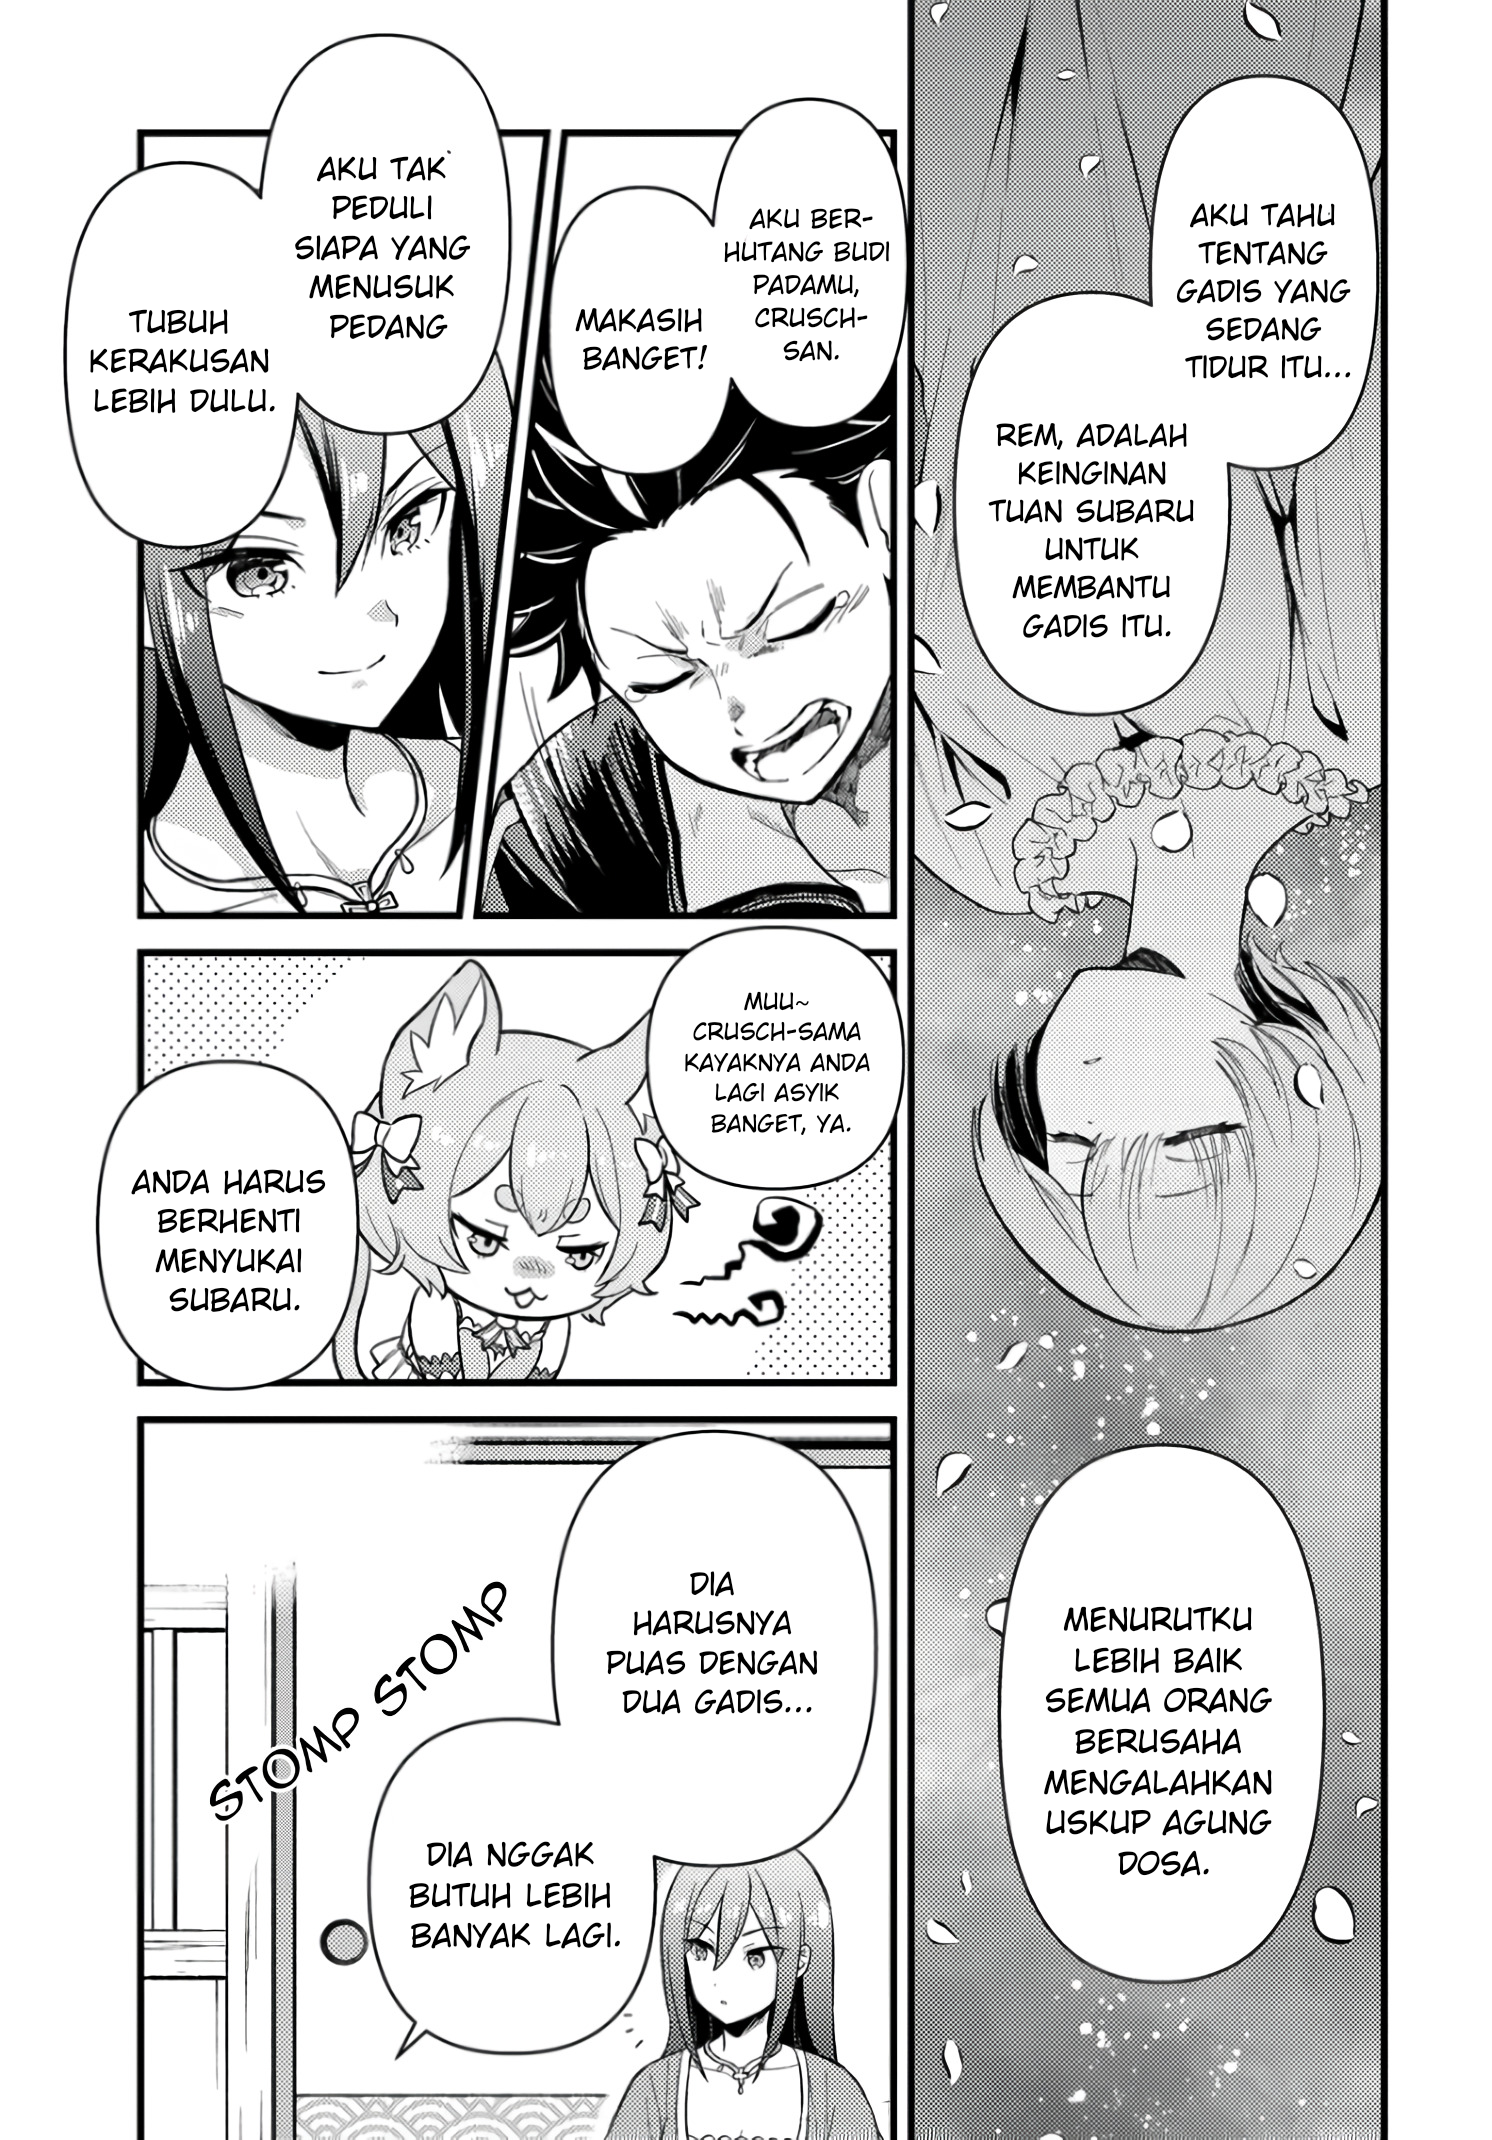 AKU TAHU
TENTANG
GADIS YANG
SEDANG
TIDUR ITU...
REM, ADALAH
KEINGINAN
TUAN SUBARU
UNTUK
MEMBANTU
GADIS ITU.
MENURUTKU
LEBIH BAIK
SEMUA ORANG
BERUSAHA
MENGALAHKAN
USKUP AGUNG
DOSA.
AKU BER-
HUTANG BUDI
PADAMU,
CRUSCH-
SAN.
MAKASIH
BANGET!
AKU TAK
PEDULI
SIAPA YANG
MENUSUK
PEDANG
TUBUH
KERAKUSAN
LEBIH DULU.
MUU~
CRUSCH-SAMA
KAYAKNYA ANDA
LAGI ASYIK
BANGET, YA.
ANDA HARUS
BERHENTI
MENYUKAI
SUBARU.
DIA
HARUSNYA
PUAS DENGAN
DUA GADIS...
DIA NGGAK
BUTUH LEBIH
BANYAK LAGI.
STOMP STOMP